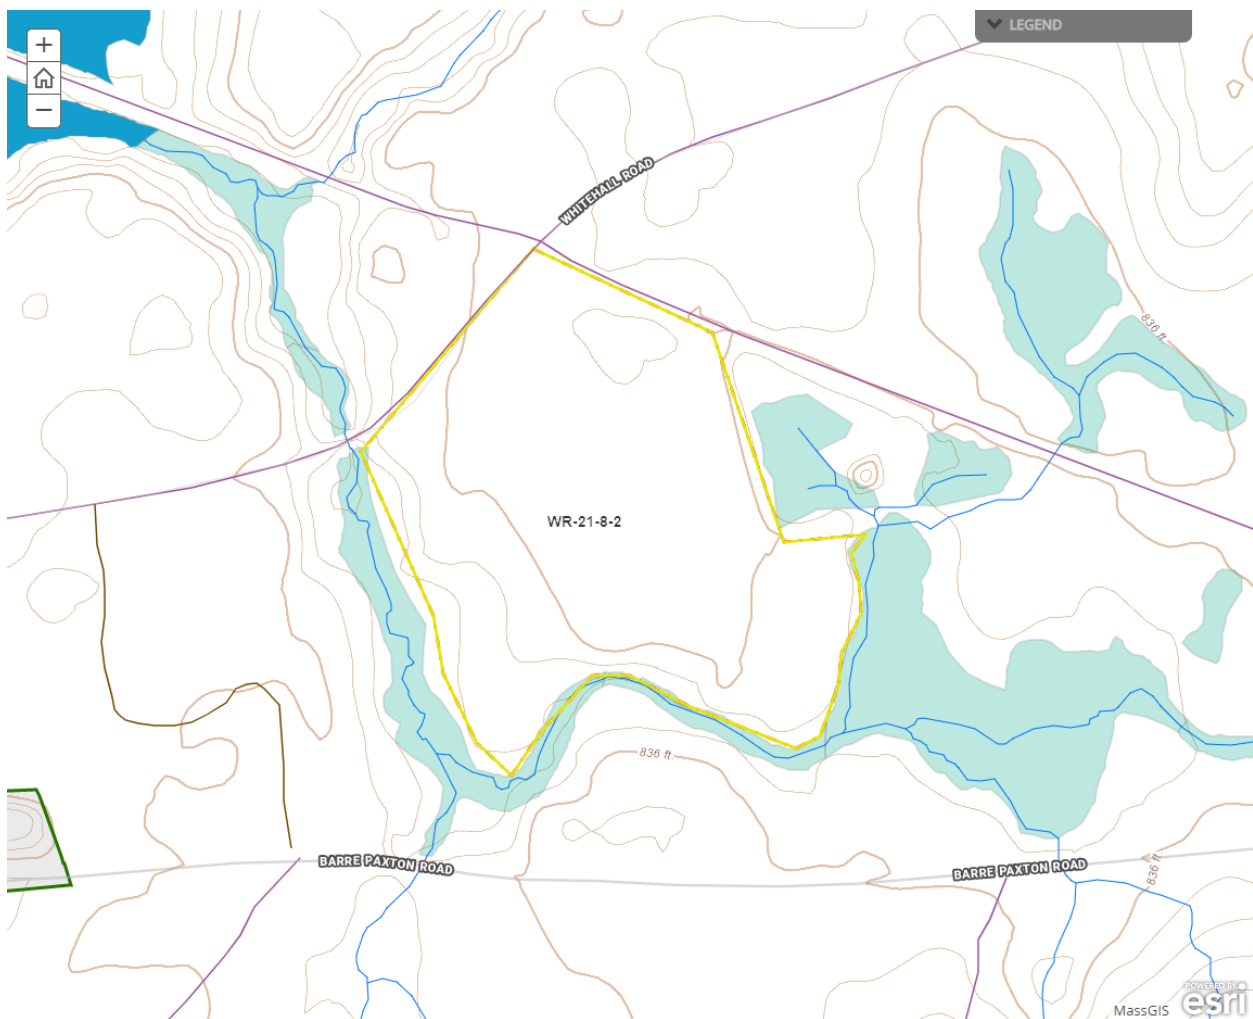 LEGEND
+
−
WHITEHALL ROAD
836 ft.
WR-21-8-2
836 ft.
BARRE PAXTON ROAD
BARRE PAXTON ROAD
836 ft
MassGIS
POWERED BY
esri